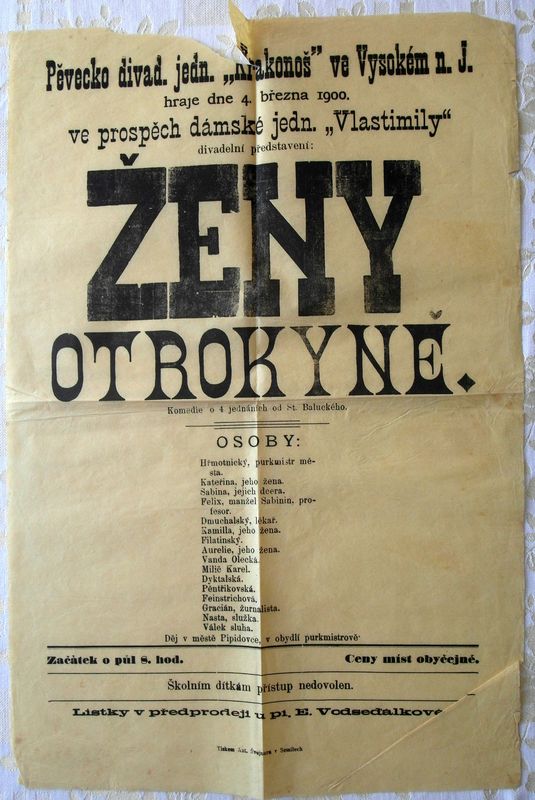 Pěvecko divad. jedn. „Krakonoš" ve Vysokém n. J.
hraje dne 4. března 1900.
ve prospěch dámské jedn. „Vlastimily"
divadelní představení:
ŽENY
OTROKYNĚ.
Komedie o 4 jednáních od St. Baluckého.
OSOBY:
Hřmotnický, purkmistr mě-
sta.
Kateřina, jeho žena.
Sabina, jejich dcera.
Felix, manžel Sabinin, pro-
fesor.
Dmuchalský, lékař.
Kamilla, jeho žena.
Filatinský.
Aurelie, jeho žena.
Vanda Olecká.
Milič Karel.
Dyktalská.
Pěntřikovská.
Feinstrichová.
Gracián, žurnalista.
Nasta, služka.
Válek sluha.
Děj v městě Pipidovce, v obydlí purkmistrově
Začátek o půl 8. hod.
Ceny míst obyčejné.
Školním dítkám přístup nedovolen.
Lístky v předprodeji u pí. E. Vodseďálkové
Tiskem Ant. v Semilech